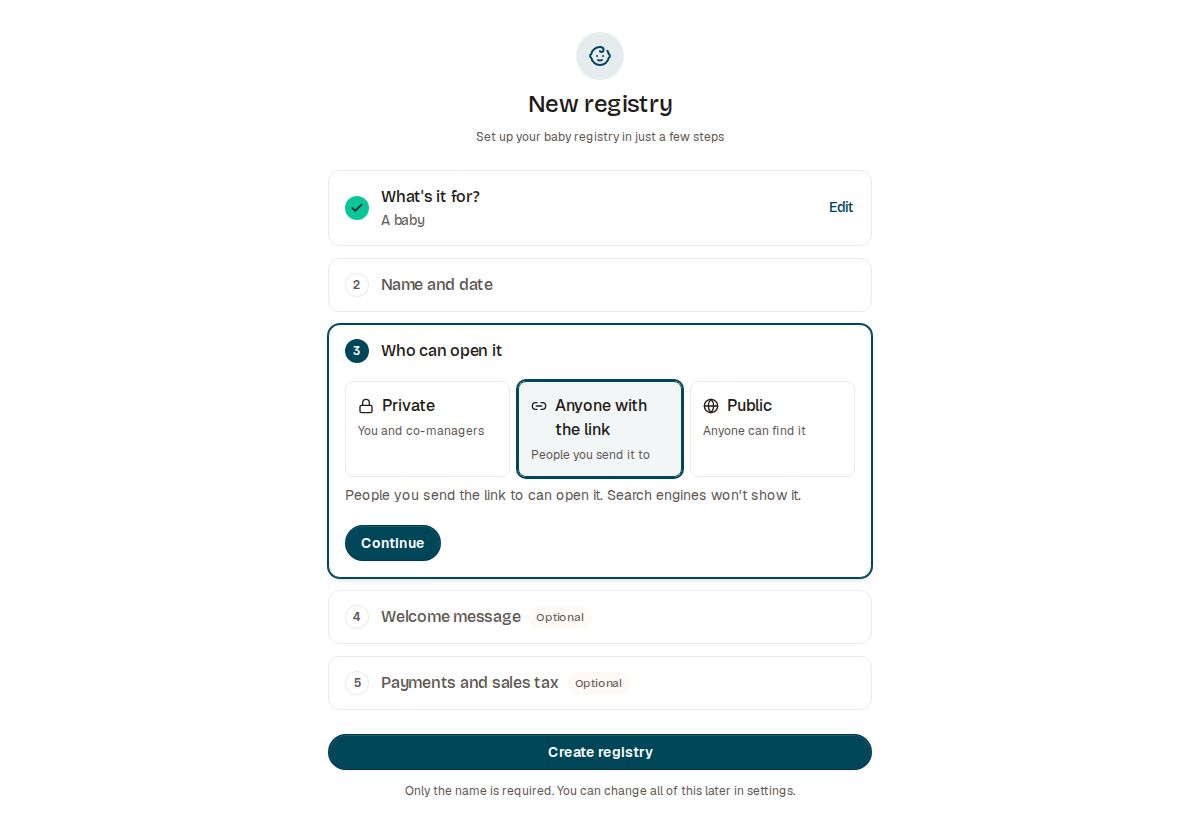 New registry
Set up your baby registry in just a few steps
What's it for?
A baby
Edit
2
Name and date
3
Who can open it
Private
You and co-managers
Anyone with
the link
People you send it to
Public
Anyone can find it
People you send the link to can open it. Search engines won't show it.
Continue
4
Welcome message
Optional
5
Payments and sales tax
Optional
Create registry
Only the name is required. You can change all of this later in settings.